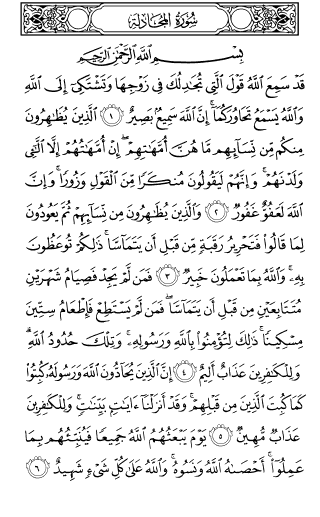 سُورَةُ المُجَادلَة
بِسْمِ ٱللَّهِ ٱلرَّحْمَٰنِ ٱلرَّحِيمِ
قَدْ سَمِعَ ٱللَّهُ قَوْلَ ٱلَّتِى تُجَٰدِلُكَ فِى زَوْجِهَا وَتَشْتَكِىٓ إِلَى ٱللَّهِ
وَٱللَّهُ يَسْمَعُ تَحَاوُرَكُمَآ ۚ إِنَّ ٱللَّهَ سَمِيعٌۢ بَصِيرٌ ١ ٱلَّذِينَ يُظَٰهِرُونَ
مِنكُم مِّن نِّسَآئِهِم مَّا هُنَّ أُمَّهَٰتِهِمْ ۖ إِنْ أُمَّهَٰتُهُمْ إِلَّا ٱلَّٰٓـِٔى
وَلَدْنَهُمْ ۚ وَإِنَّهُمْ لَيَقُولُونَ مُنكَرًا مِّنَ ٱلْقَوْلِ وَزُورًا ۚ وَإِنَّ
ٱللَّهَ لَعَفُوٌّ غَفُورٌ ٢ وَٱلَّذِينَ يُظَٰهِرُونَ مِن نِّسَآئِهِمْ ثُمَّ يَعُودُونَ
لِمَا قَالُوا۟ فَتَحْرِيرُ رَقَبَةٍ مِّن قَبْلِ أَن يَتَمَآسَّا ۚ ذَٰلِكُمْ تُوعَظُونَ
بِهِۦ ۚ وَٱللَّهُ بِمَا تَعْمَلُونَ خَبِيرٌ ٣ فَمَن لَّمْ يَجِدْ فَصِيَامُ شَهْرَيْنِ
مُتَتَابِعَيْنِ مِن قَبْلِ أَن يَتَمَآسَّا ۖ فَمَن لَّمْ يَسْتَطِعْ فَإِطْعَامُ سِتِّينَ
مِسْكِينًا ۚ ذَٰلِكَ لِتُؤْمِنُوا۟ بِٱللَّهِ وَرَسُولِهِۦ ۚ وَتِلْكَ حُدُودُ ٱللَّهِ ۗ
وَلِلْكَٰفِرِينَ عَذَابٌ أَلِيمٌ ٤ إِنَّ ٱلَّذِينَ يُحَآدُّونَ ٱللَّهَ وَرَسُولَهُۥ كُبِتُوا۟
كَمَا كُبِتَ ٱلَّذِينَ مِن قَبْلِهِمْ ۚ وَقَدْ أَنزَلْنَآ ءَايَٰتٍۭ بَيِّنَٰتٍ ۚ وَلِلْكَٰفِرِينَ
عَذَابٌ مُّهِينٌ ٥ يَوْمَ يَبْعَثُهُمُ ٱللَّهُ جَمِيعًا فَيُنَبِّئُهُم بِمَا
عَمِلُوٓا۟ ۚ أَحْصَىٰهُ ٱللَّهُ وَنَسُوهُ ۚ وَٱللَّهُ عَلَىٰ كُلِّ شَىْءٍ شَهِيدٌ ٦